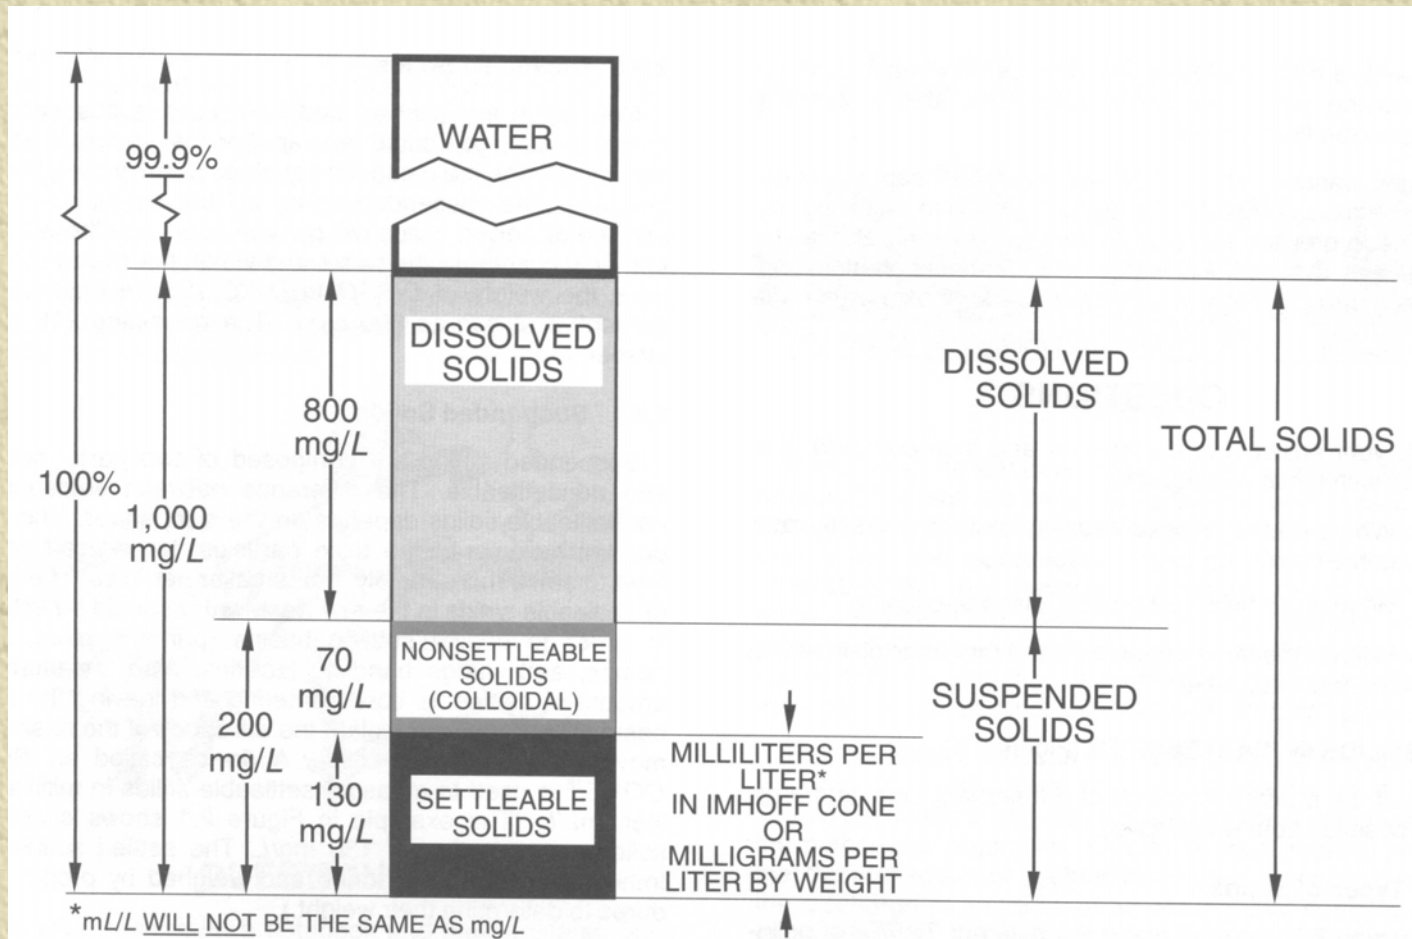 WATER
99.9%
DISSOLVED
SOLIDS
DISSOLVED
SOLIDS
800
mg/L
TOTAL SOLIDS
100%
1,000
mg/L
NONSETTLEABLE
SOLIDS
(COLLOIDAL)
70
mg/L
SUSPENDED
SOLIDS
200
mg/L
MILLILITERS PER
LITER*
IN IMHOFF CONE
OR
MILLIGRAMS PER
LITER BY WEIGHT
130
mg/L
SETTLEABLE
SOLIDS
*mL/L WILL NOT BE THE SAME AS mg/L